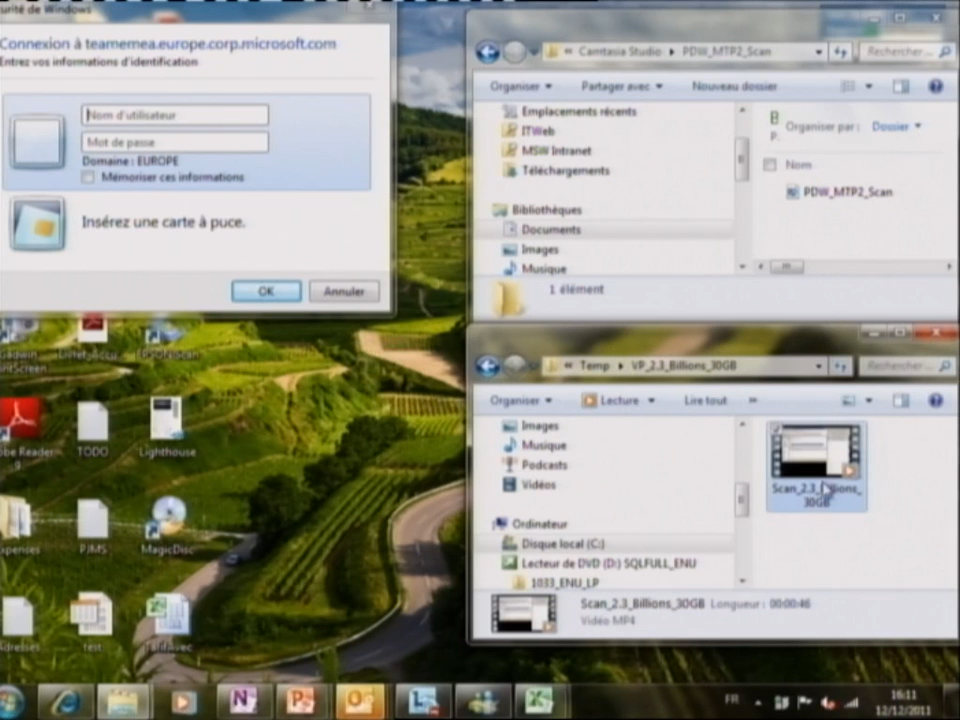 Sécurité de Windows
Connexion à teamemea.europe.corp.microsoft.com
Entrez vos informations d'identification
Nom d'utilisateur
Mot de passe
Domaine : EUROPE
Mémoriser ces informations
Insérez une carte à puce.
OK
Annuler
Camtasia Studio
PDW_MTP2_Scan
Rechercher...
Organiser
Partager avec
Nouveau dossier
Emplacements récents
ITWeb
MSW Intranet
Téléchargements
Bibliothèques
Documents
Images
Musique
B
P.
Organiser par : Dossier
Nom
PDW_MTP2_Scan
1 élément
Temp
VP_2.3_Billions_30GB
Rechercher...
Organiser
Lecture
Lire tout
»
Images
Musique
Podcasts
Vidéos
Ordinateur
Disque local (C:)
Lecteur de DVD (D:) SQLFULL_ENU
1033_ENU_LP
Scan_2.3_Billions_
30GB
Scan_2.3_Billions_30GB Longueur : 00:00:46
Vidéo MP4
TODO
Lighthouse
PJMS
MagicDisc
test
FR
16:11
12/12/2011